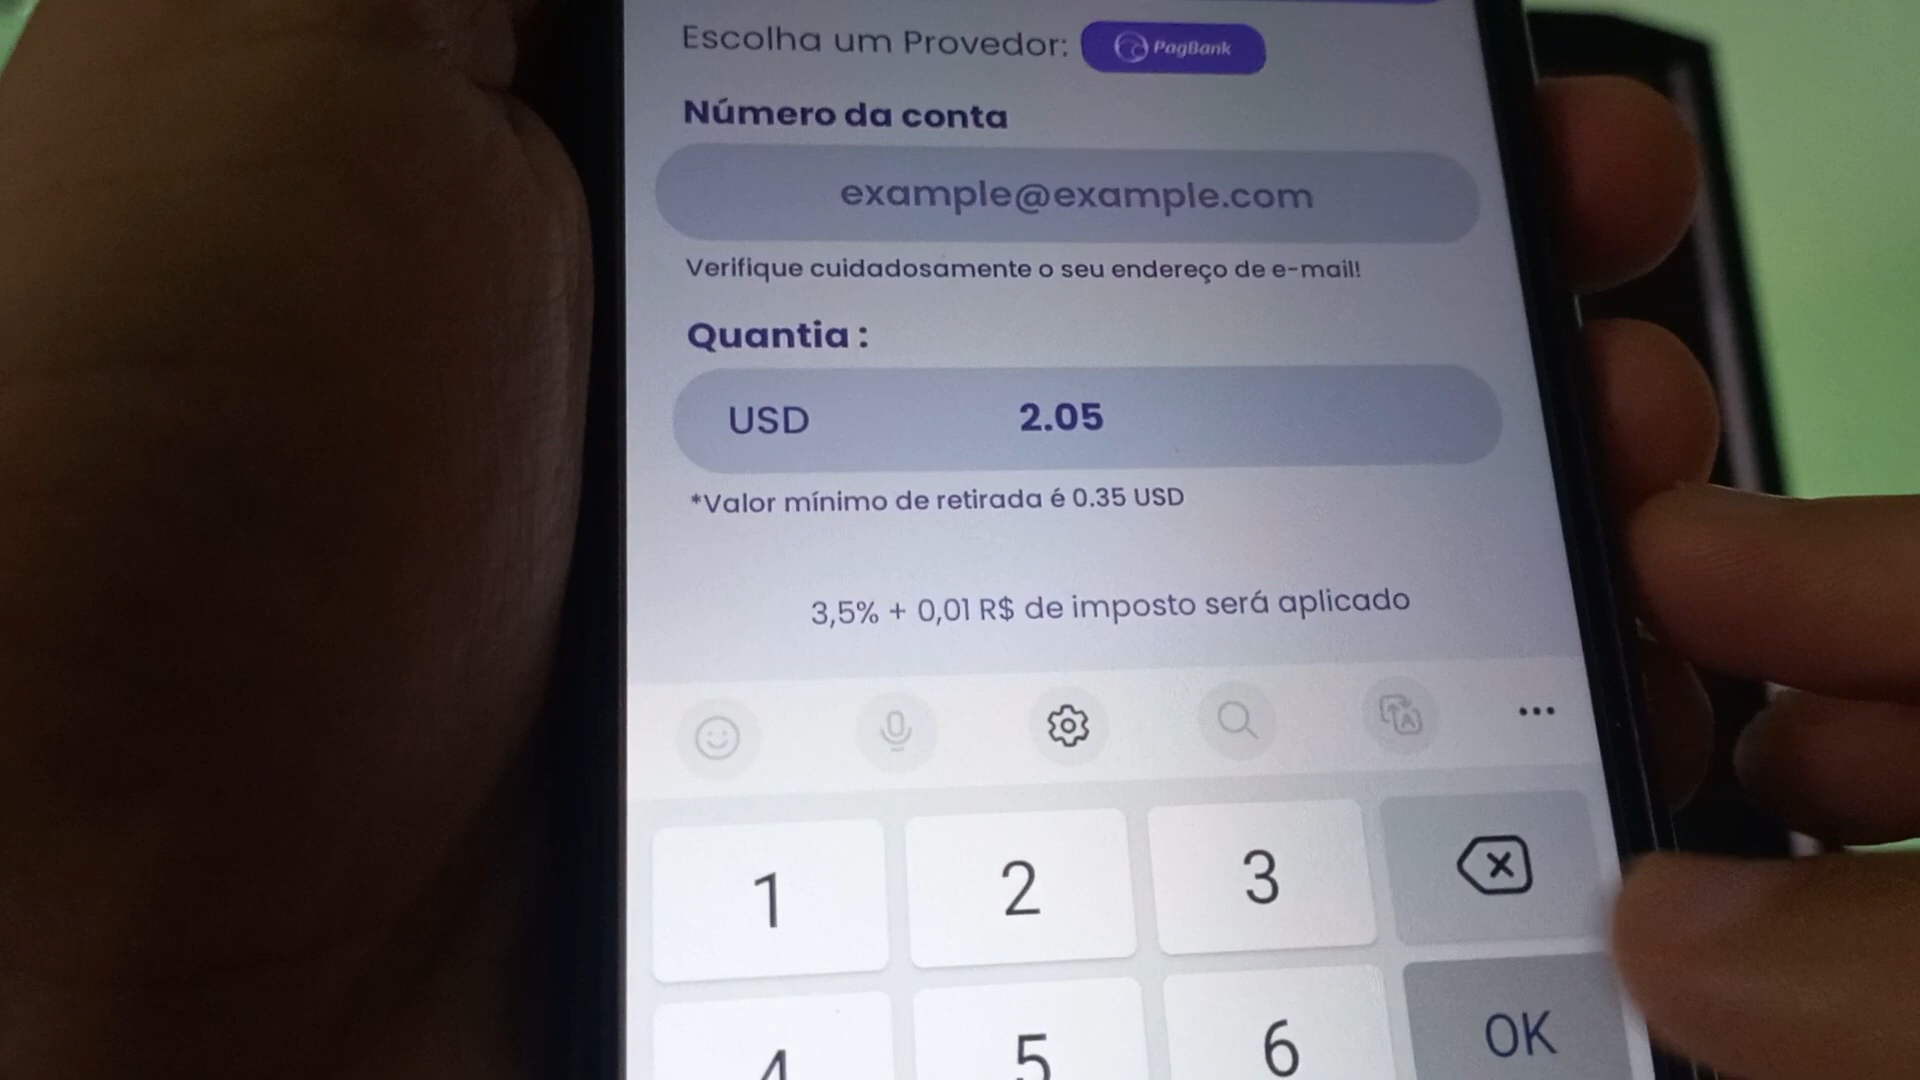 Escolha um Provedor: PagBank
Número da conta
example@example.com
Verifique cuidadosamente o seu endereço de e-mail!
Quantia :
USD 2.05
*Valor mínimo de retirada é 0.35 USD
3,5% + 0,01 R$ de imposto será aplicado
1 2 3
4 5 6 OK